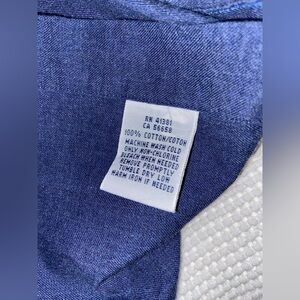 RN 41381
CA 56658
100% COTTON/COTON
MACHINE WASH COLD
ONLY NON-CHLORINE
BLEACH WHEN NEEDED
REMOVE PROMPTLY
TUMBLE DRY LOW
WARM IRON IF NEEDED